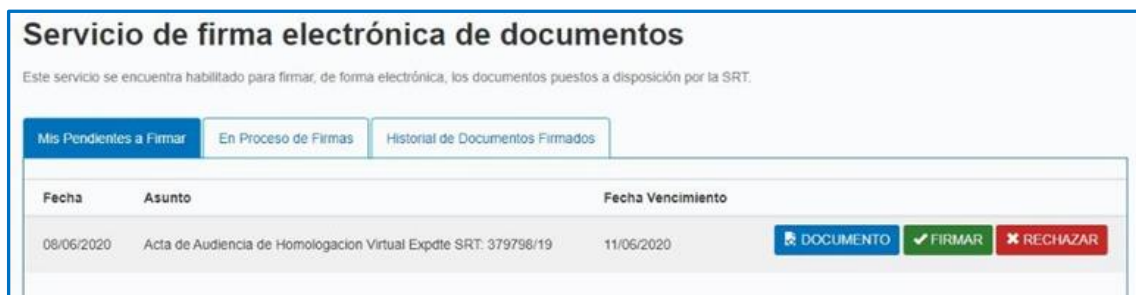 Servicio de firma electrónica de documentos
Este servicio se encuentra habilitado para firmar, de forma electrónica, los documentos puestos a disposición por la SRT.
Mis Pendientes a Firmar En Proceso de Firmas Historial de Documentos Firmados
Fecha Asunto Fecha Vencimiento
08/06/2020 Acta de Audiencia de Homologacion Virtual Expdte SRT: 379798/19 11/06/2020 DOCUMENTO FIRMAR RECHAZAR